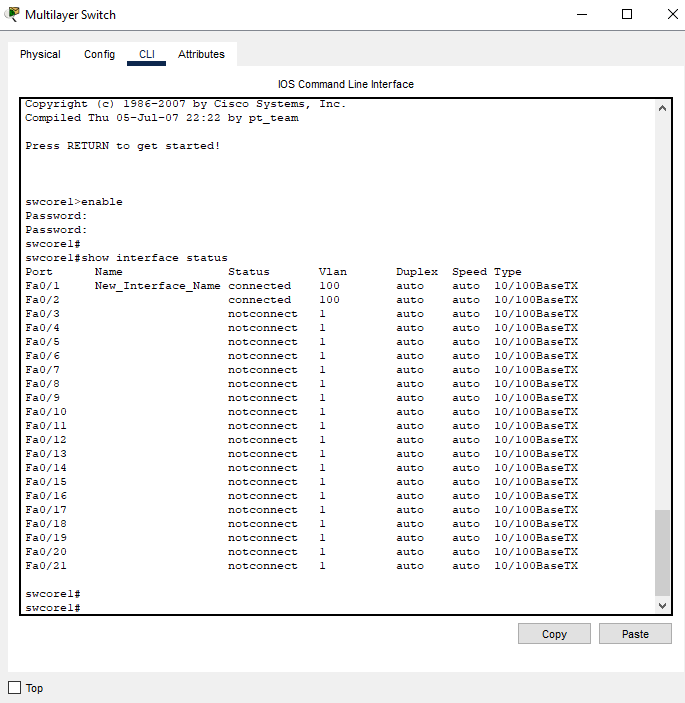 Multilayer Switch
Physical Config CLI Attributes
IOS Command Line Interface
Copyright (c) 1986-2007 by Cisco Systems, Inc.
Compiled Thu 05-Jul-07 22:22 by pt_team
Press RETURN to get started!
swcore1>enable
Password:
Password:
swcore1#
swcore1#show interface status
Port Name Status Vlan Duplex Speed Type
Fa0/1 New_Interface_Name connected 100 auto auto 10/100BaseTX
Fa0/2 connected 100 auto auto 10/100BaseTX
Fa0/3 notconnect 1 auto auto 10/100BaseTX
Fa0/4 notconnect 1 auto auto 10/100BaseTX
Fa0/5 notconnect 1 auto auto 10/100BaseTX
Fa0/6 notconnect 1 auto auto 10/100BaseTX
Fa0/7 notconnect 1 auto auto 10/100BaseTX
Fa0/8 notconnect 1 auto auto 10/100BaseTX
Fa0/9 notconnect 1 auto auto 10/100BaseTX
Fa0/10 notconnect 1 auto auto 10/100BaseTX
Fa0/11 notconnect 1 auto auto 10/100BaseTX
Fa0/12 notconnect 1 auto auto 10/100BaseTX
Fa0/13 notconnect 1 auto auto 10/100BaseTX
Fa0/14 notconnect 1 auto auto 10/100BaseTX
Fa0/15 notconnect 1 auto auto 10/100BaseTX
Fa0/16 notconnect 1 auto auto 10/100BaseTX
Fa0/17 notconnect 1 auto auto 10/100BaseTX
Fa0/18 notconnect 1 auto auto 10/100BaseTX
Fa0/19 notconnect 1 auto auto 10/100BaseTX
Fa0/20 notconnect 1 auto auto 10/100BaseTX
Fa0/21 notconnect 1 auto auto 10/100BaseTX
swcore1#
swcore1#
Copy Paste
Top